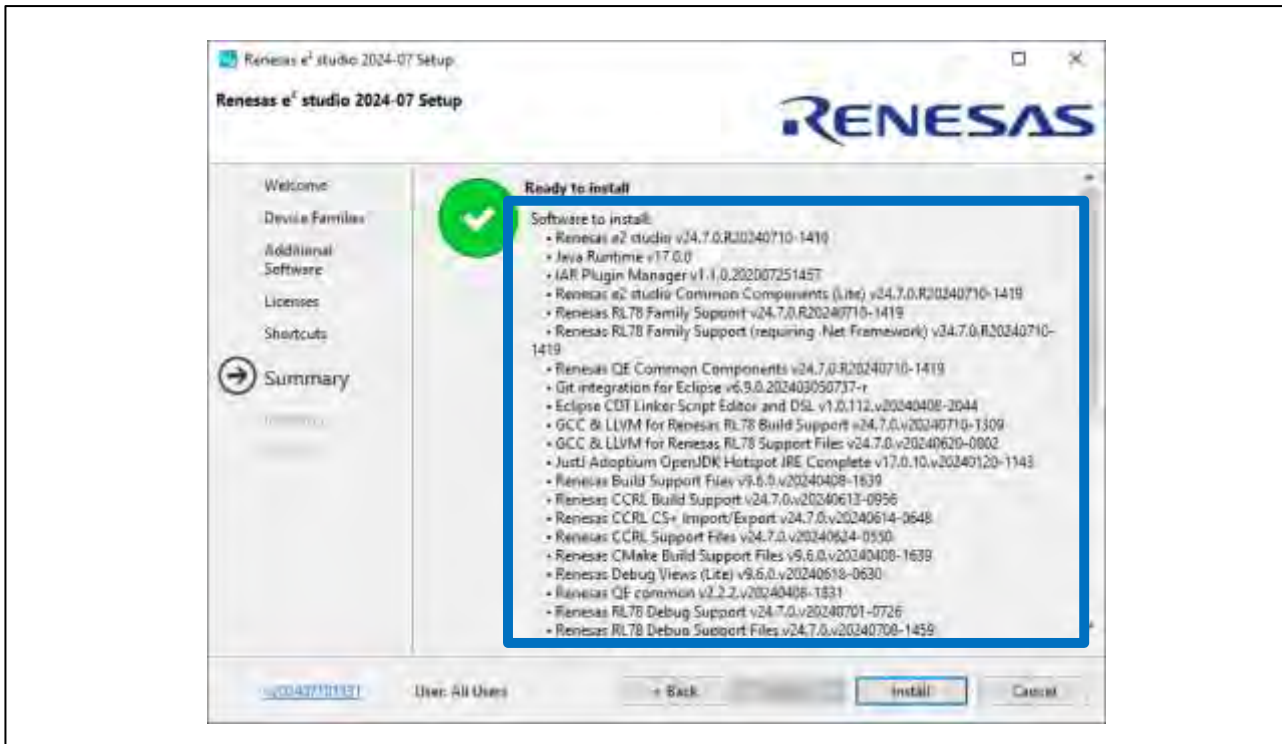 Renesas e² studio 2024-07 Setup
Renesas e² studio 2024-07 Setup
RENESAS
Welcome
Device Families
Additional
Software
Licenses
Shortcuts
Summary
Ready to install
Software to install:
• Renesas e2 studio v24.7.0.R20240710-1419
• Java Runtime v17.0.0
• IAR Plugin Manager v1.1.0.202007251457
• Renesas e2 studio Common Components (Lite) v24.7.0.R20240710-1419
• Renesas RL78 Family Support v24.7.0.R20240710-1419
• Renesas RL78 Family Support (requiring .Net Framework) v24.7.0.R20240710-
1419
• Renesas QE Common Components v24.7.0.R20240710-1419
• Git integration for Eclipse v6.9.0.202403050737-r
• Eclipse CDT Linker Script Editor and DSL v1.0.112.v20240408-2044
• GCC & LLVM for Renesas RL78 Build Support v24.7.0.v20240710-1309
• GCC & LLVM for Renesas RL78 Support Files v24.7.0.v20240620-0802
• JustJ Adoptium OpenJDK Hotspot JRE Complete v17.0.10.v20240120-1143
• Renesas Build Support Files v9.6.0.v20240408-1639
• Renesas CCRL Build Support v24.7.0.v20240613-0956
• Renesas CCRL CS+ Import/Export v24.7.0.v20240614-0648
• Renesas CCRL Support Files v24.7.0.v20240624-0550
• Renesas CMake Build Support Files v9.6.0.v20240408-1639
• Renesas Debug Views (Lite) v9.6.0.v20240618-0630
• Renesas QE common v2.2.2.v20240408-1831
• Renesas RL78 Debug Support v24.7.0.v20240701-0726
• Renesas RL78 Debug Support Files v24.7.0.v20240708-1459
User: All Users
< Back
Install
Cancel